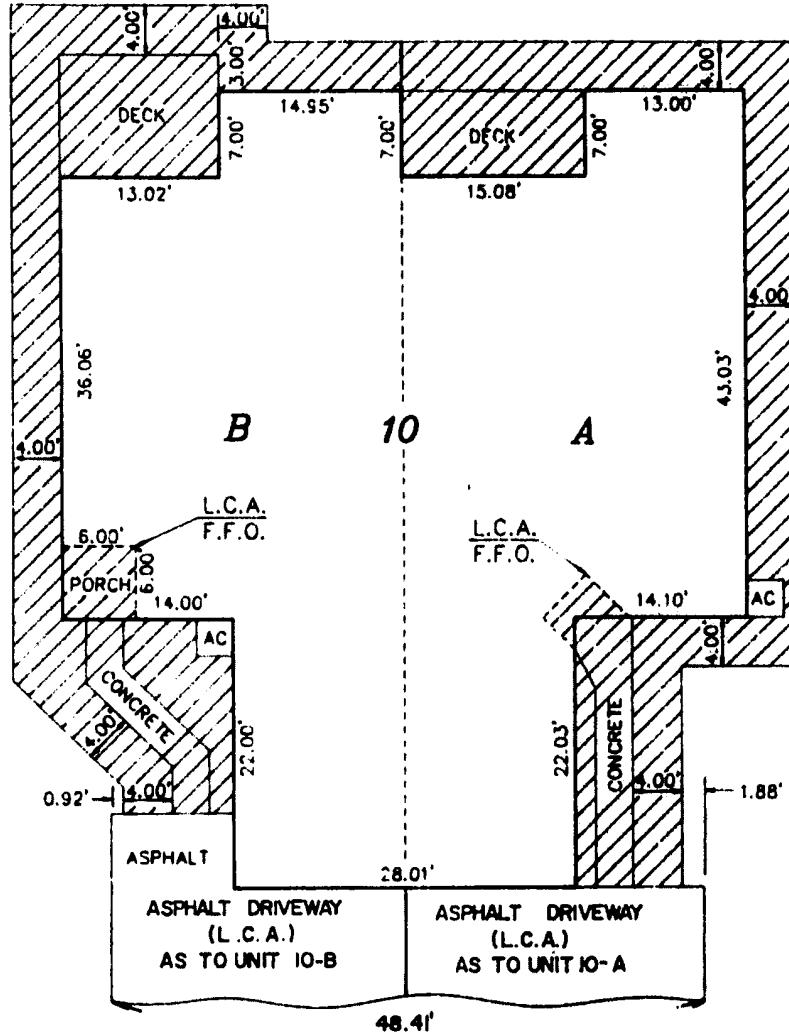 4.00'
4.00'
3.00'
4.00'
14.95'
13.00'
DECK
7.00'
7.00'
DECK
7.00'
13.02'
15.08'
4.00'
36.06'
43.03'
B 10 A
4.00'
L.C.A.
F.F.O.
L.C.A.
F.F.O.
6.00'
6.00
PORCH
14.00'
14.10'
AC
AC
4.00'
CONCRETE
4.00'
22.00'
22.03'
CONCRETE
0.92'
4.00'
4.00'
1.88'
ASPHALT
28.01'
ASPHALT DRIVEWAY
(L.C.A.)
AS TO UNIT 10-B
ASPHALT DRIVEWAY
(L.C.A.)
AS TO UNIT 10-A
48.41'